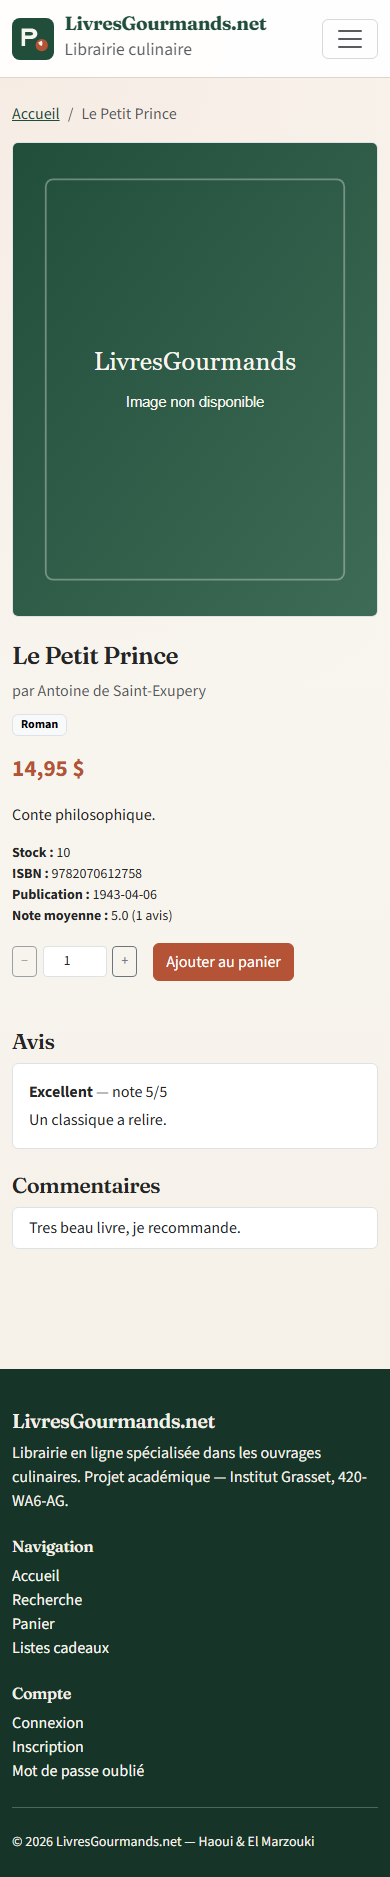 P
LivresGourmands.net
Librairie culinaire
Accueil / Le Petit Prince
LivresGourmands
Image non disponible
Le Petit Prince
par Antoine de Saint-Exupery
Roman
14,95 $
Conte philosophique.
Stock : 10
ISBN : 9782070612758
Publication : 1943-04-06
Note moyenne : 5.0 (1 avis)
− 1 + Ajouter au panier
Avis
Excellent — note 5/5
Un classique a relire.
Commentaires
Tres beau livre, je recommande.
LivresGourmands.net
Librairie en ligne spécialisée dans les ouvrages
culinaires. Projet académique — Institut Grasset, 420-
WA6-AG.
Navigation
Accueil
Recherche
Panier
Listes cadeaux
Compte
Connexion
Inscription
Mot de passe oublié
© 2026 LivresGourmands.net — Haoui & El Marzouki